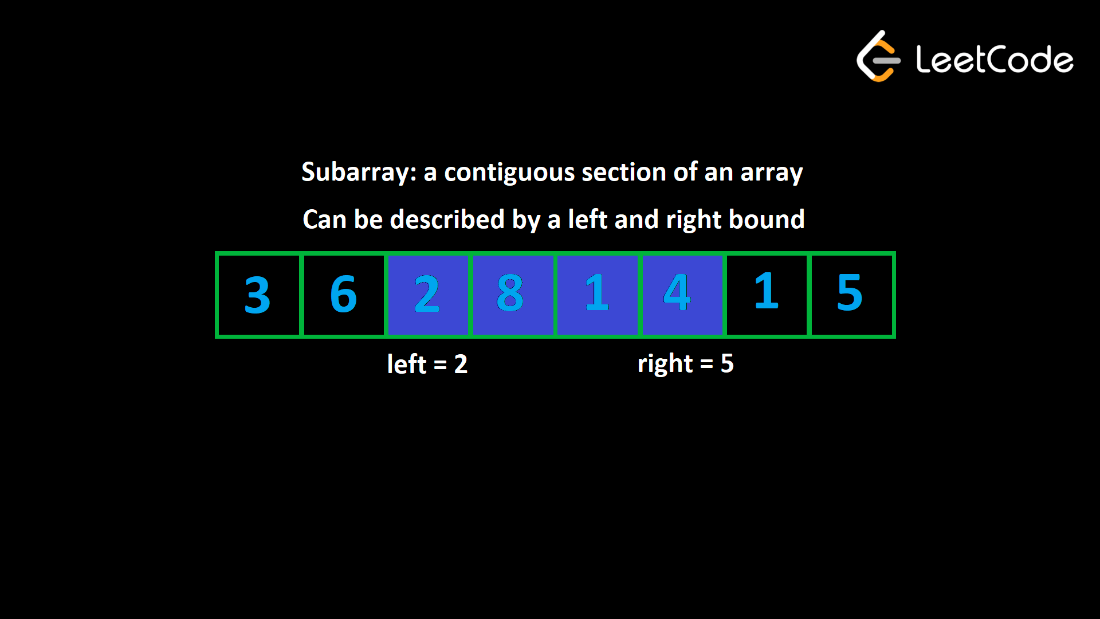 LeetCode
Subarray: a contiguous section of an array
Can be described by a left and right bound
3 6 2 8 1 4 1 5
left = 2 right = 5